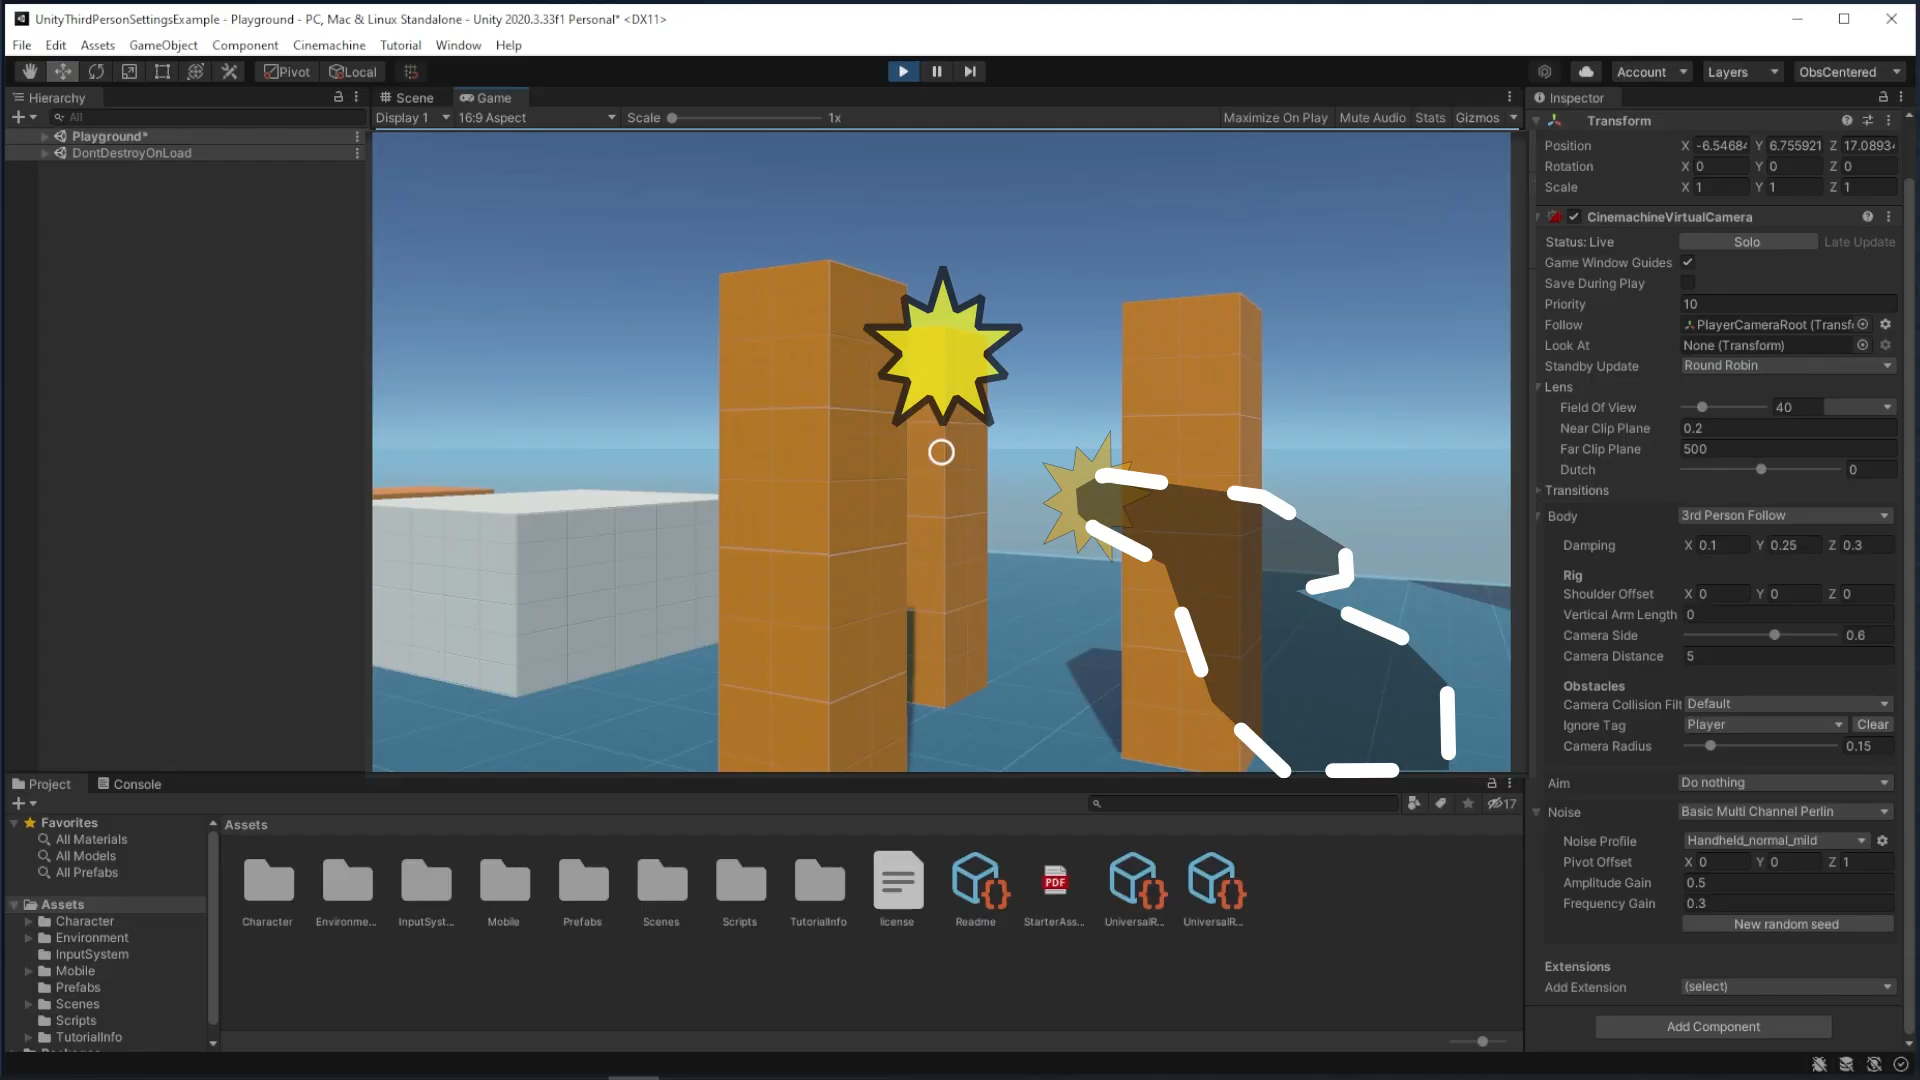 UnityThirdPersonSettingsExample - Playground - PC, Mac & Linux Standalone - Unity 2020.3.33f1 Personal* <DX11>
File Edit Assets GameObject Component Cinemachine Tutorial Window Help
Pivot Local Account Layers ObsCentered
Hierarchy
All
Playground*
DontDestroyOnLoad
Scene Game
Display 1 16:9 Aspect Scale 1x Maximize On Play Mute Audio Stats Gizmos
Inspector
Transform
Position X -6.54684 Y 6.755921 Z 17.08934
Rotation X 0 Y 0 Z 0
Scale X 1 Y 1 Z 1
CinemachineVirtualCamera
Status: Live Solo Late Update
Game Window Guides
Save During Play
Priority 10
Follow PlayerCameraRoot (Transf
Look At None (Transform)
Standby Update Round Robin
Lens
Field Of View 40
Near Clip Plane 0.2
Far Clip Plane 500
Dutch 0
Transitions
Body 3rd Person Follow
Damping X 0.1 Y 0.25 Z 0.3
Rig
Shoulder Offset X 0 Y 0 Z 0
Vertical Arm Length 0
Camera Side 0.6
Camera Distance 5
Obstacles
Camera Collision Filt Default
Ignore Tag Player Clear
Camera Radius 0.15
Aim Do nothing
Noise Basic Multi Channel Perlin
Noise Profile Handheld_normal_mild
Pivot Offset X 0 Y 0 Z 1
Amplitude Gain 0.5
Frequency Gain 0.3
New random seed
Extensions
Add Extension (select)
Add Component
Project Console
17
Favorites
All Materials
All Models
All Prefabs
Assets
Character
Environment
InputSystem
Mobile
Prefabs
Scenes
Scripts
TutorialInfo
Assets
PDF
Character Environme... InputSyst... Mobile Prefabs Scenes Scripts TutorialInfo license Readme StarterAss... UniversalR... UniversalR...